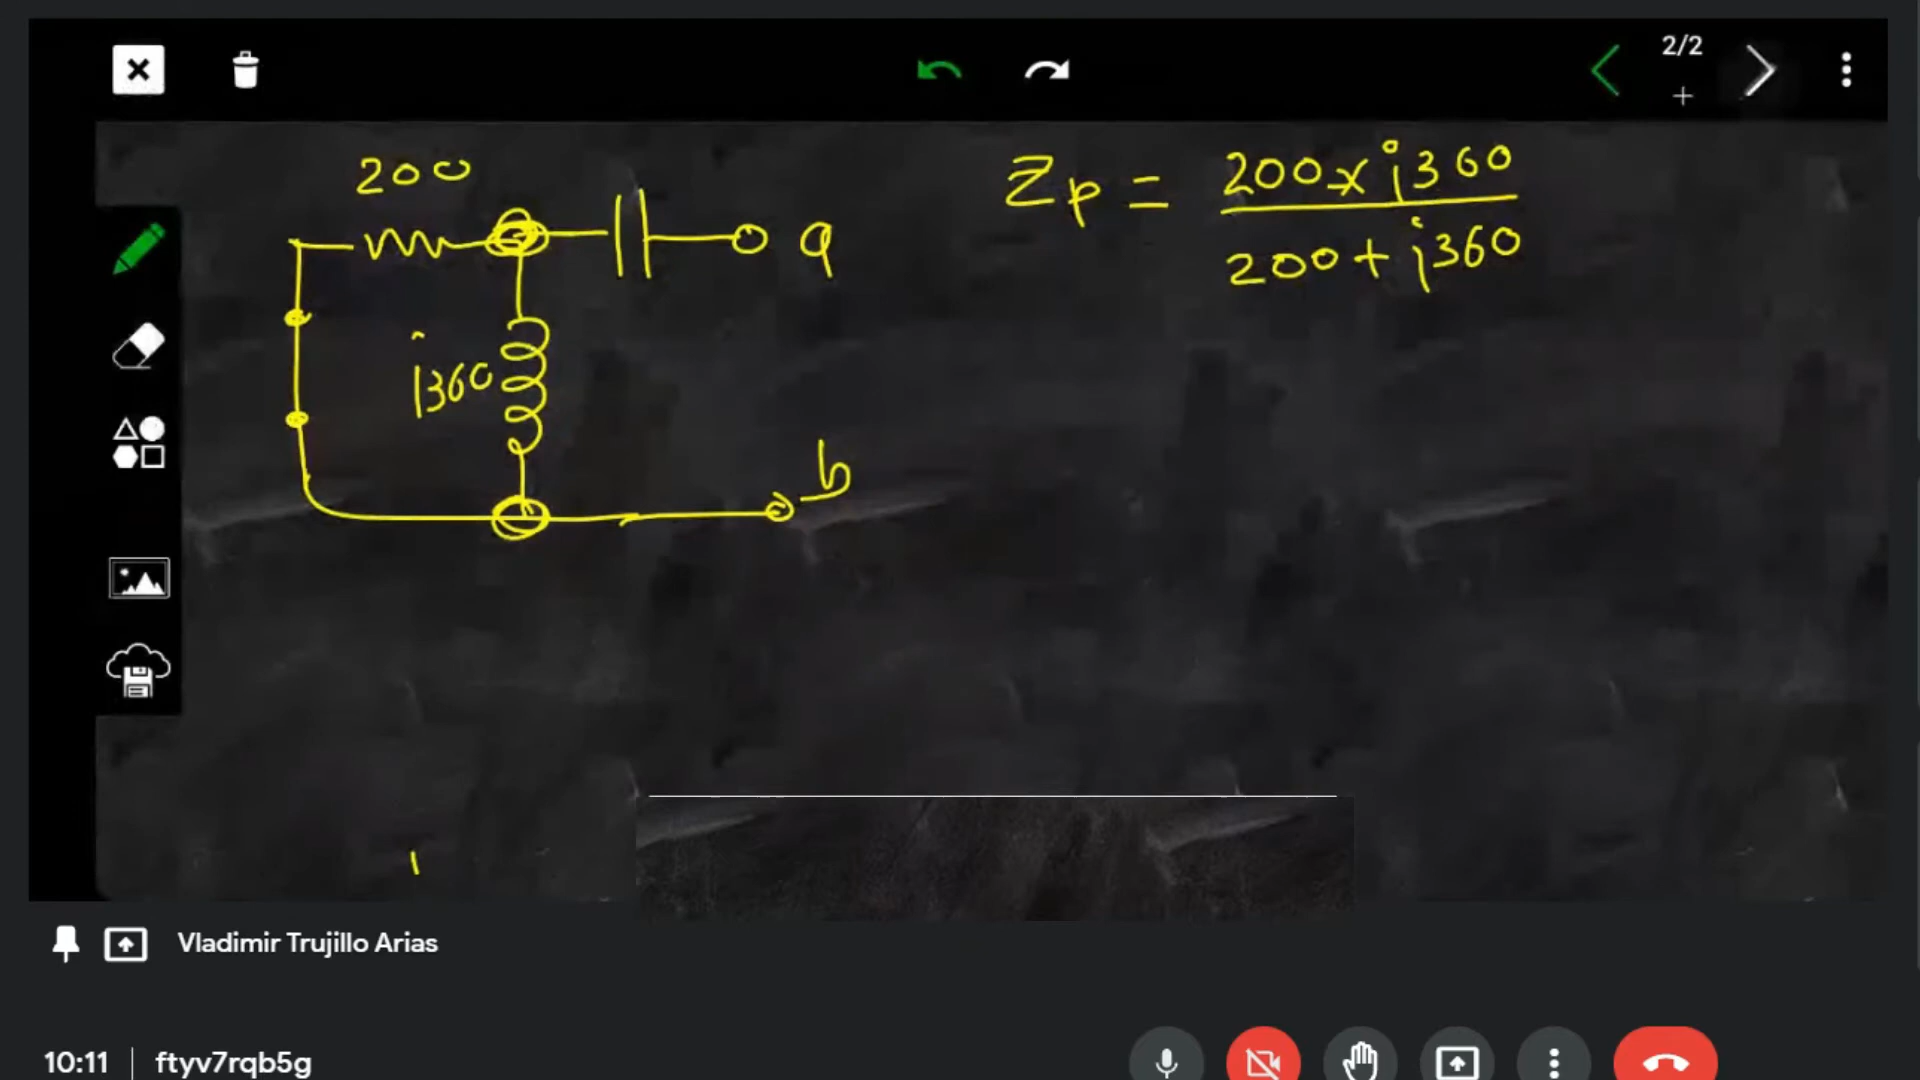 2/2
+
200
a
j360
b
Zp = 200 x j360
200 + j360
Vladimir Trujillo Arias
10:11 | ftyv7rqb5g